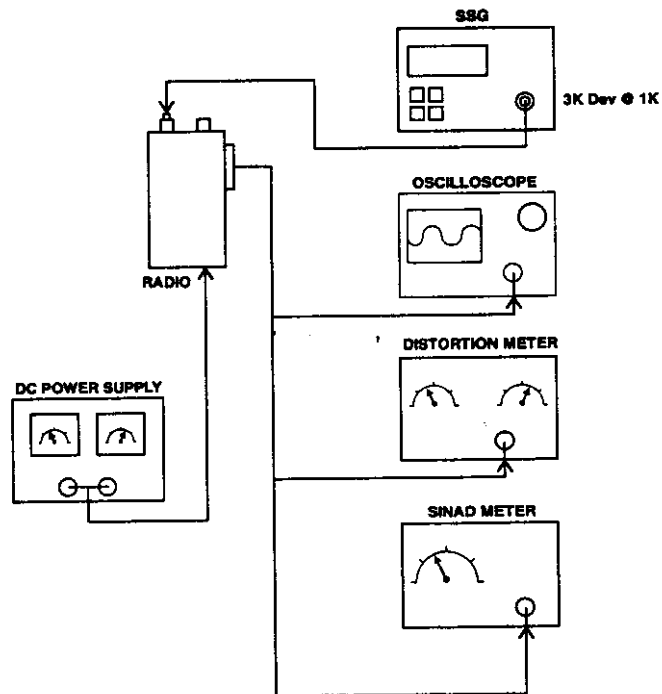 SSG
3K Dev @ 1K
OSCILLOSCOPE
RADIO
DISTORTION METER
DC POWER SUPPLY
SINAD METER